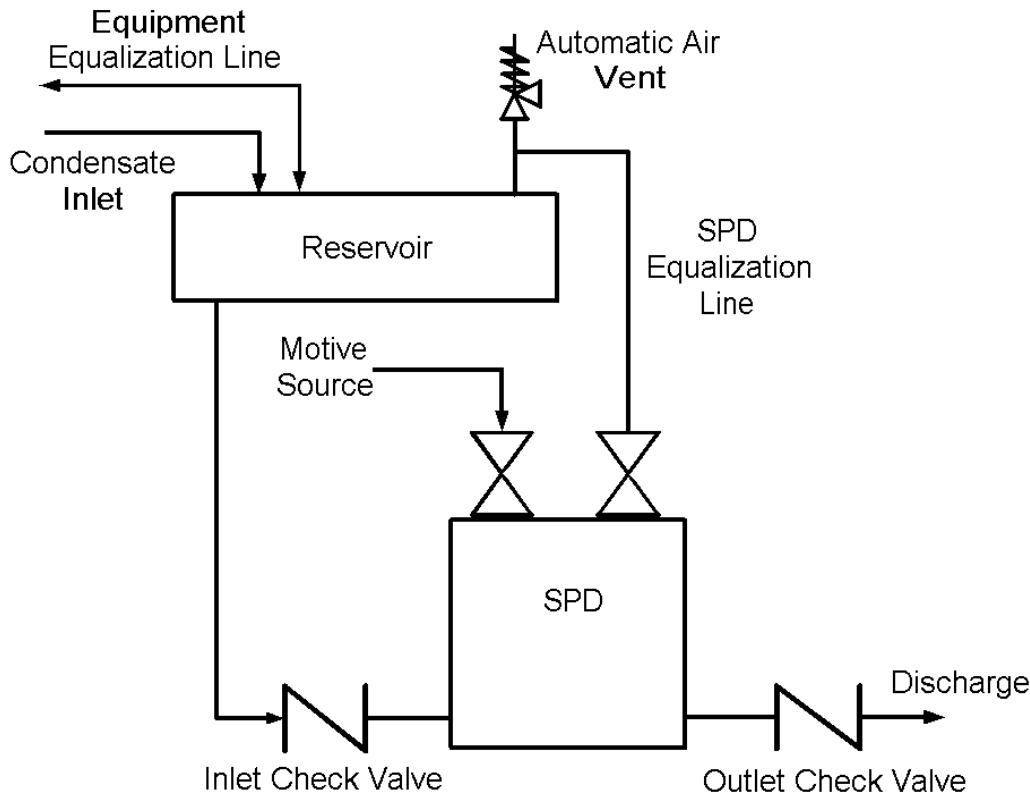 Equipment
Equalization Line
Automatic Air
Vent
Condensate
Inlet
Reservoir
SPD
Equalization
Line
Motive
Source
SPD
Discharge
Inlet Check Valve
Outlet Check Valve